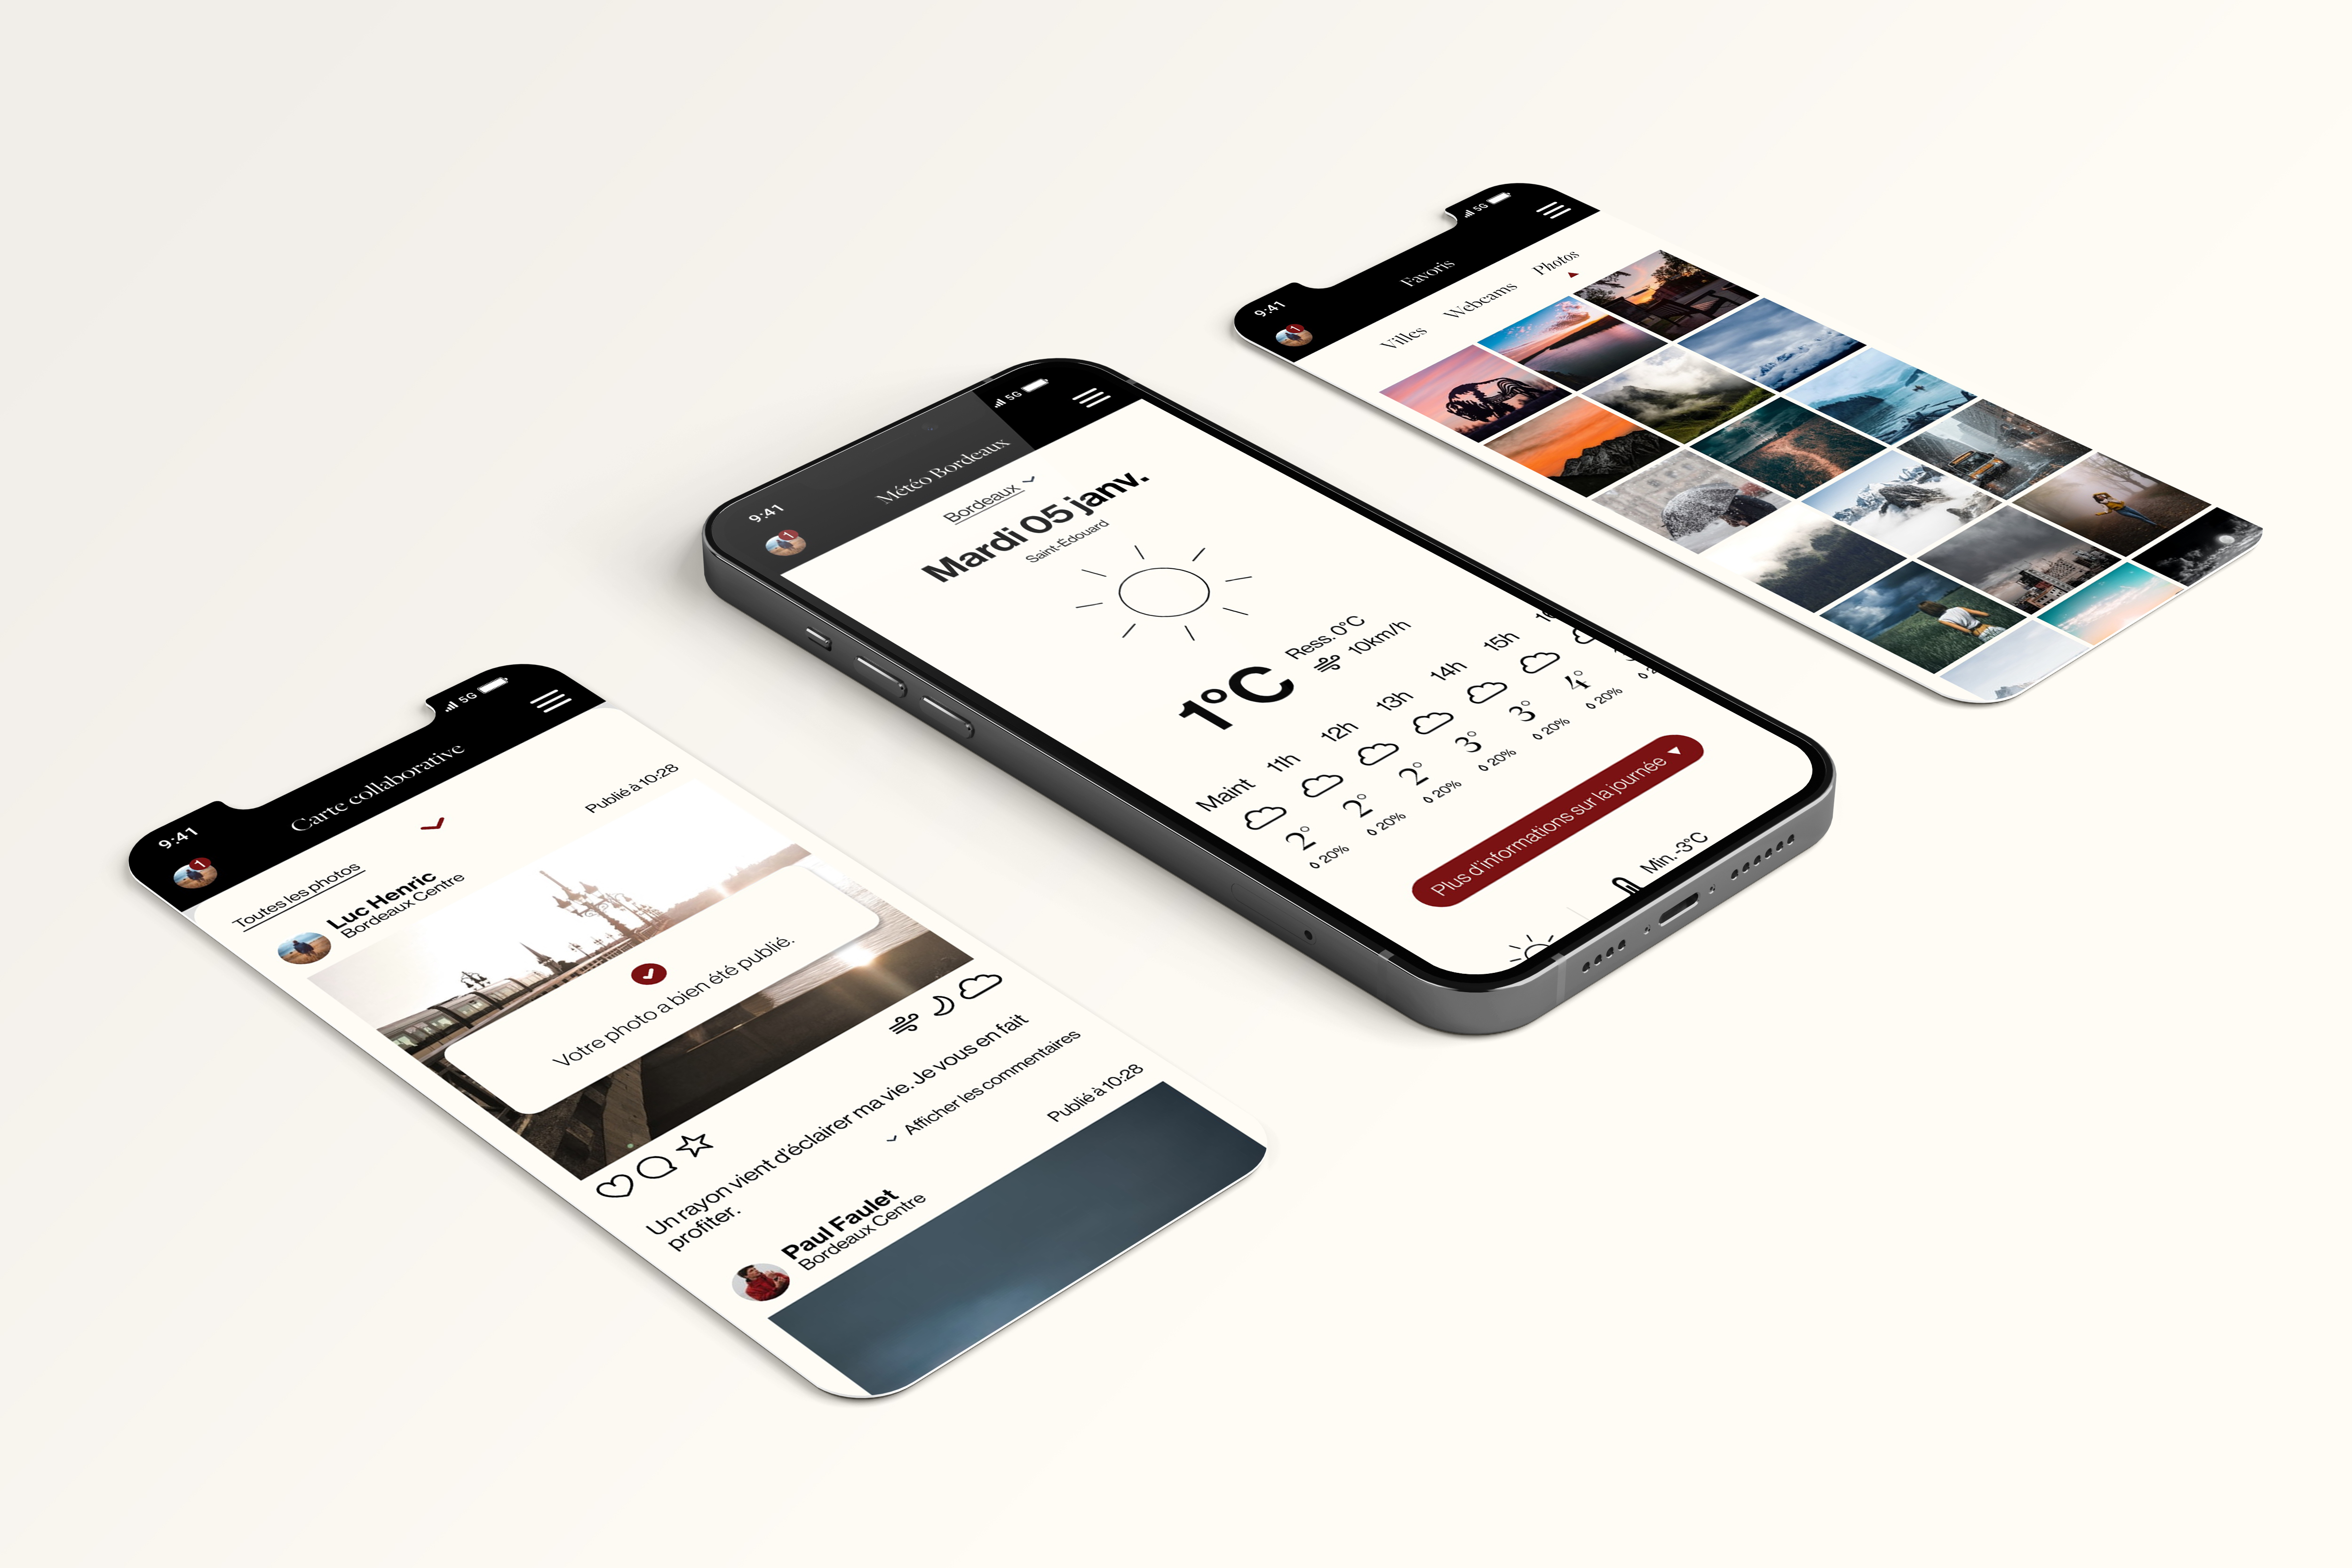 9:41
5G
1
Carte collaborative
Toutes les photos
Luc Henric
Bordeaux Centre
Publié à 10:28
Votre photo a bien été publié.
Un rayon vient d'éclairer ma vie. Je vous en fait
profiter.
Afficher les commentaires
Paul Faulet
Bordeaux Centre
Publié à 10:28
9:41
5G
1
Météo Bordeaux
Bordeaux
Mardi 05 janv.
Saint-Édouard
1°C
Ress. 0°C
10km/h
Maint 11h 12h 13h 14h 15h
2° 2° 2° 3° 3° 4°
20% 20% 20% 20% 20% 20%
Plus d'informations sur la journée
Min. -3°C
9:41
5G
1
Favoris
Villes Webcams Photos